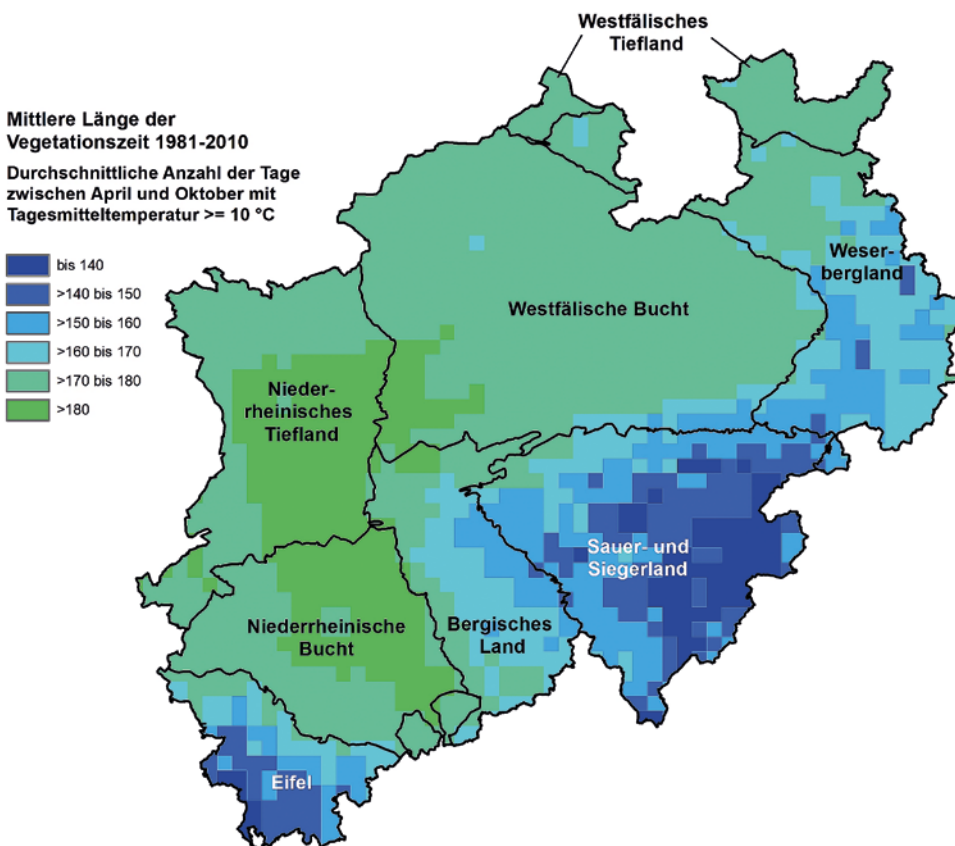 Westfälisches
Tiefland
Mittlere Länge der
Vegetationszeit 1981-2010
Durchschnittliche Anzahl der Tage
zwischen April und Oktober mit
Tagesmitteltemperatur >= 10 °C
bis 140
>140 bis 150
>150 bis 160
>160 bis 170
>170 bis 180
>180
Weser-
bergland
Westfälische Bucht
Nieder-
rheinisches
Tiefland
Sauer- und
Siegerland
Niederrheinische
Bucht
Bergisches
Land
Eifel